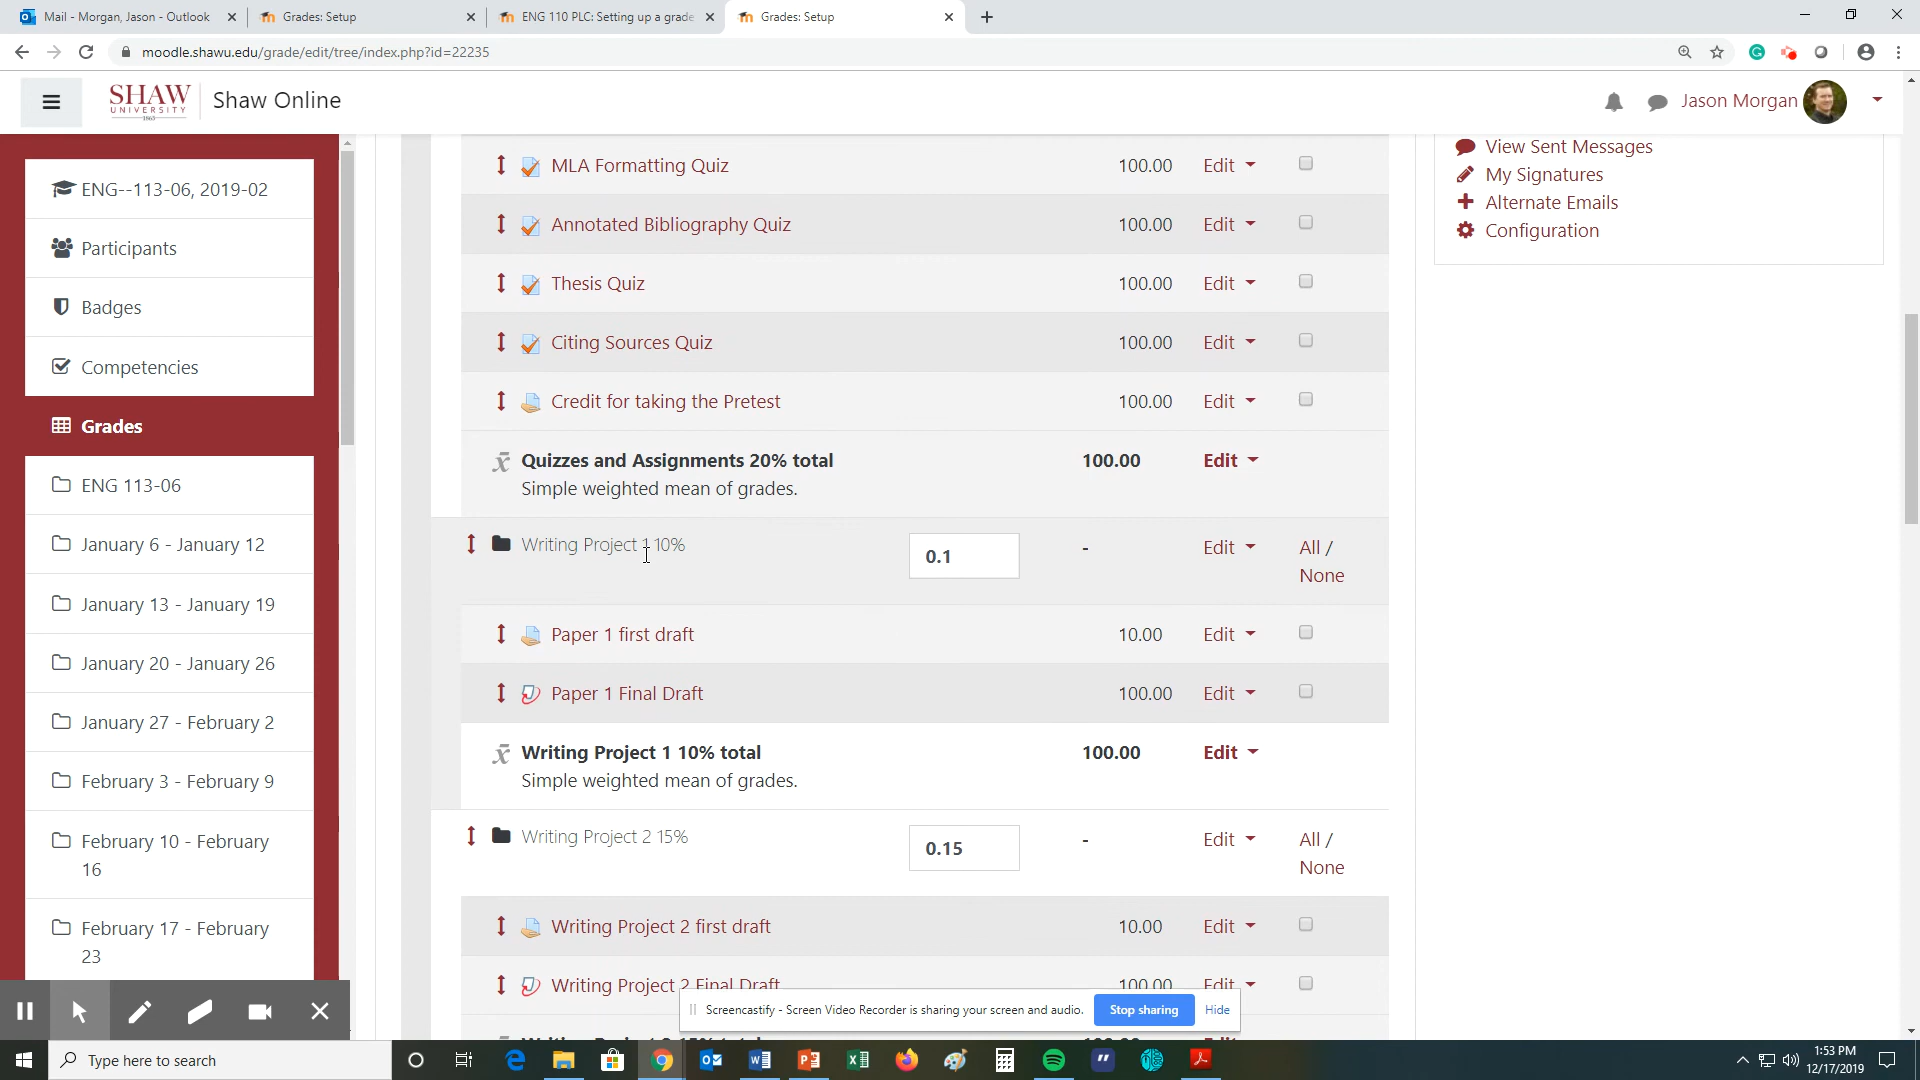 Mail - Morgan, Jason - Outlook
Grades: Setup
ENG 110 PLC: Setting up a grade
Grades: Setup
moodle.shawu.edu/grade/edit/tree/index.php?id=22235
SHAW
UNIVERSITY
1865
Shaw Online
Jason Morgan
ENG--113-06, 2019-02
Participants
Badges
Competencies
Grades
ENG 113-06
January 6 - January 12
January 13 - January 19
January 20 - January 26
January 27 - February 2
February 3 - February 9
February 10 - February
16
February 17 - February
23
MLA Formatting Quiz 100.00 Edit
Annotated Bibliography Quiz 100.00 Edit
Thesis Quiz 100.00 Edit
Citing Sources Quiz 100.00 Edit
Credit for taking the Pretest 100.00 Edit
Quizzes and Assignments 20% total 100.00 Edit
Simple weighted mean of grades.
Writing Project 1 10% 0.1 - Edit All /
None
Paper 1 first draft 10.00 Edit
Paper 1 Final Draft 100.00 Edit
Writing Project 1 10% total 100.00 Edit
Simple weighted mean of grades.
Writing Project 2 15% 0.15 - Edit All /
None
Writing Project 2 first draft 10.00 Edit
Writing Project 2 Final Draft 100.00 Edit
View Sent Messages
My Signatures
Alternate Emails
Configuration
Screencastify - Screen Video Recorder is sharing your screen and audio. Stop sharing Hide
Type here to search
1:53 PM
12/17/2019